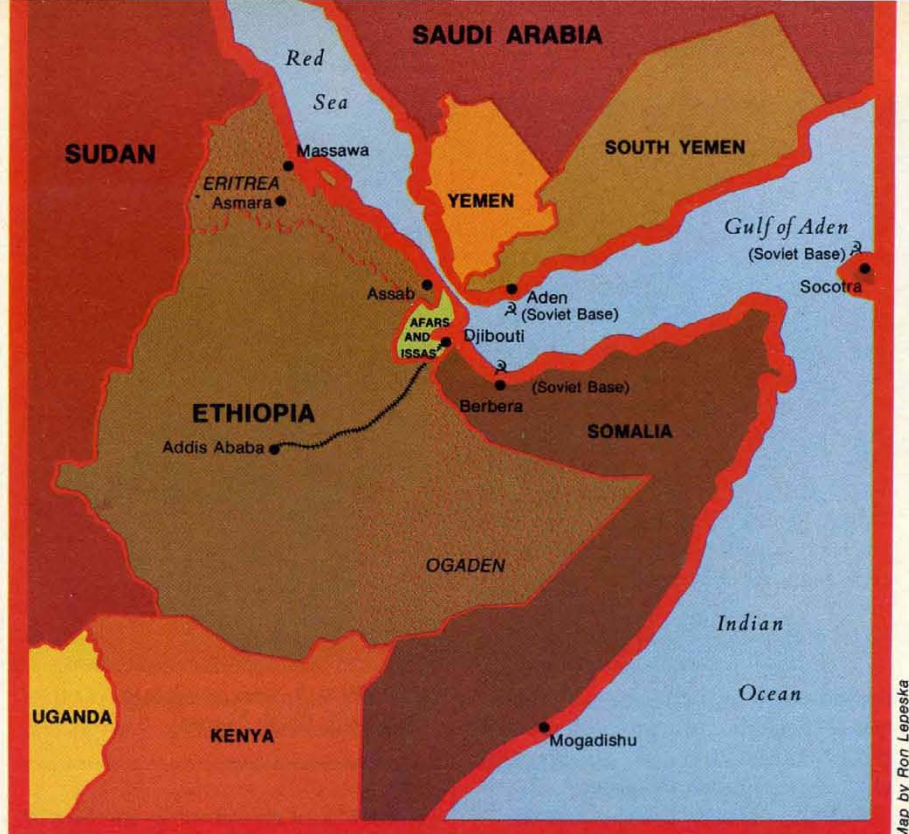 SAUDI ARABIA
Red
Sea
SUDAN
Massawa
ERITREA
Asmara
YEMEN
SOUTH YEMEN
Gulf of Aden
(Soviet Base)
Socotra
Assab
Aden
(Soviet Base)
AFARS
AND
ISSAS
Djibouti
(Soviet Base)
Berbera
ETHIOPIA
Addis Ababa
SOMALIA
OGADEN
Indian
Ocean
UGANDA
KENYA
Mogadishu
Map by Ron Lepeska